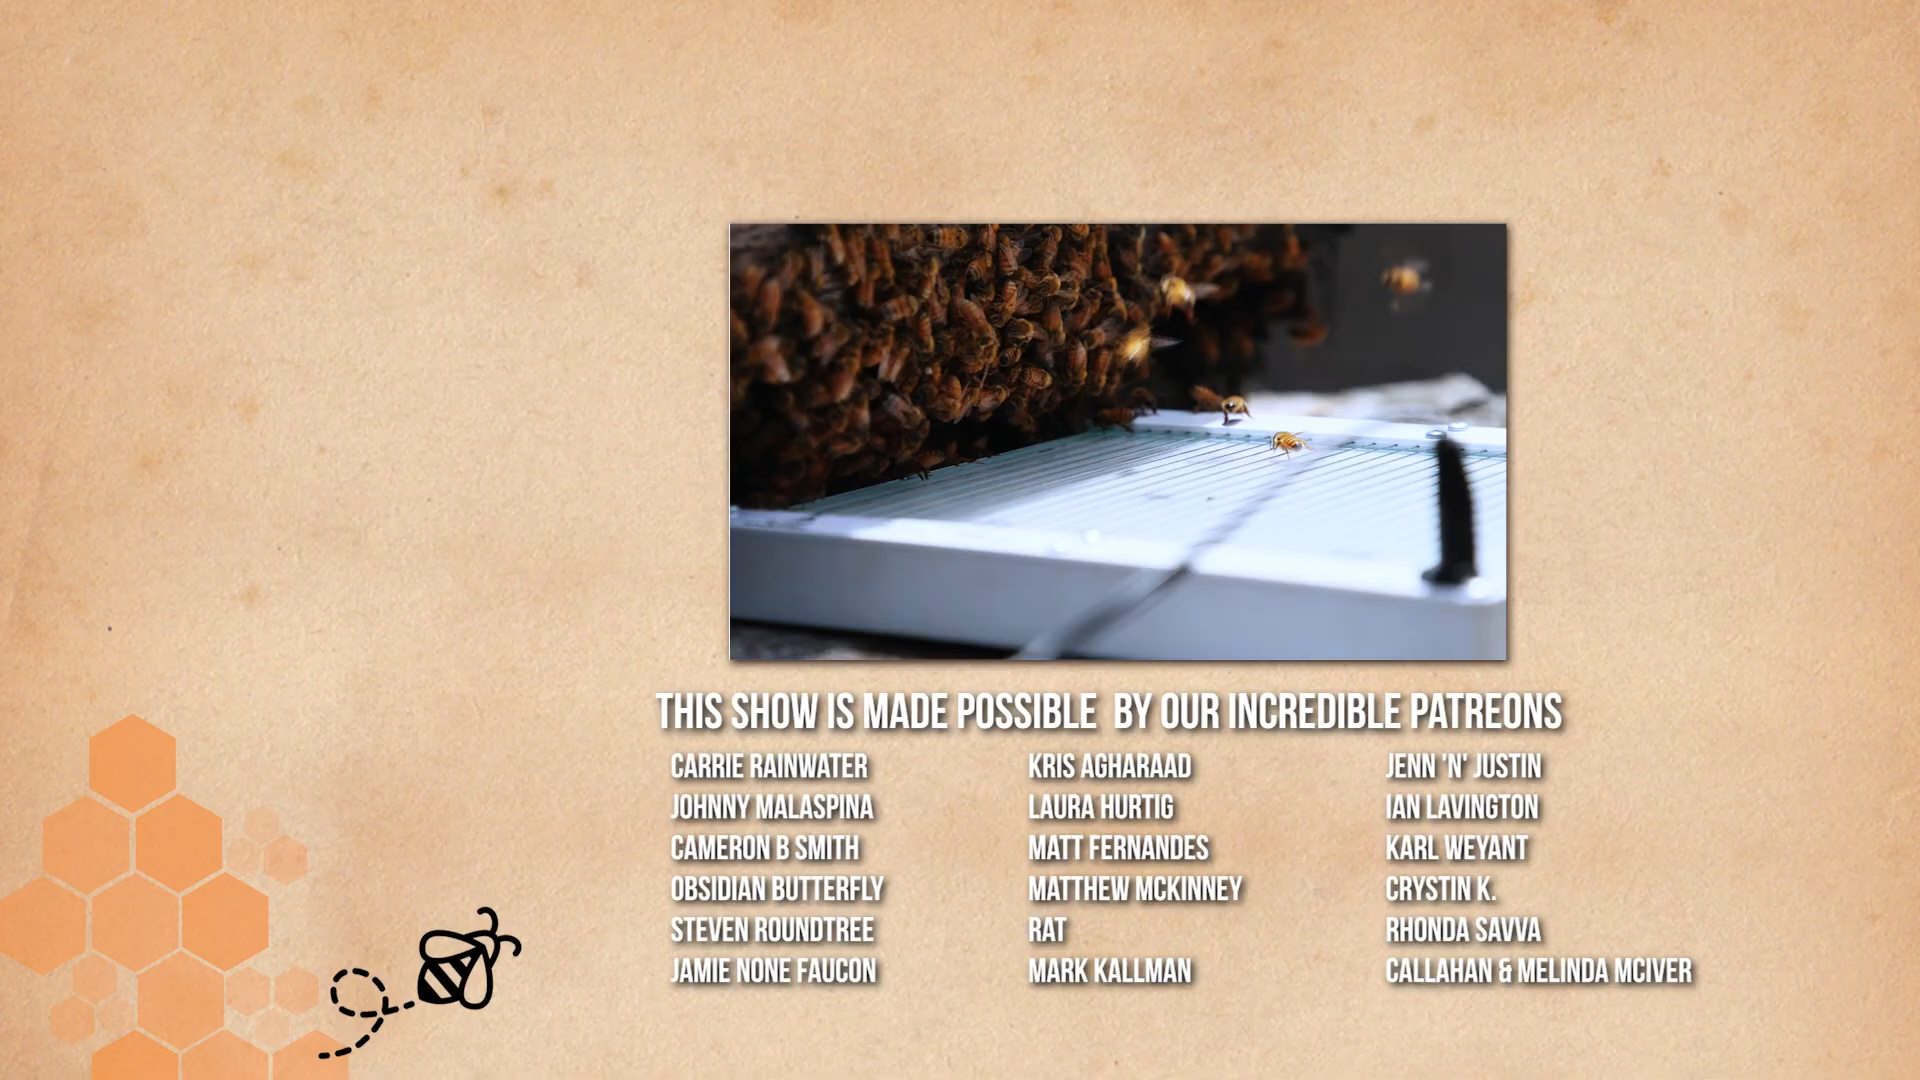 THIS SHOW IS MADE POSSIBLE BY OUR INCREDIBLE PATREONS
CARRIE RAINWATER
JOHNNY MALASPINA
CAMERON B SMITH
OBSIDIAN BUTTERFLY
STEVEN ROUNDTREE
JAMIE NONE FAUCON
KRIS AGHARAAD
LAURA HURTIG
MATT FERNANDES
MATTHEW MCKINNEY
RAT
MARK KALLMAN
JENN 'N' JUSTIN
IAN LAVINGTON
KARL WEYANT
CRYSTIN K.
RHONDA SAVVA
CALLAHAN & MELINDA MCIVER